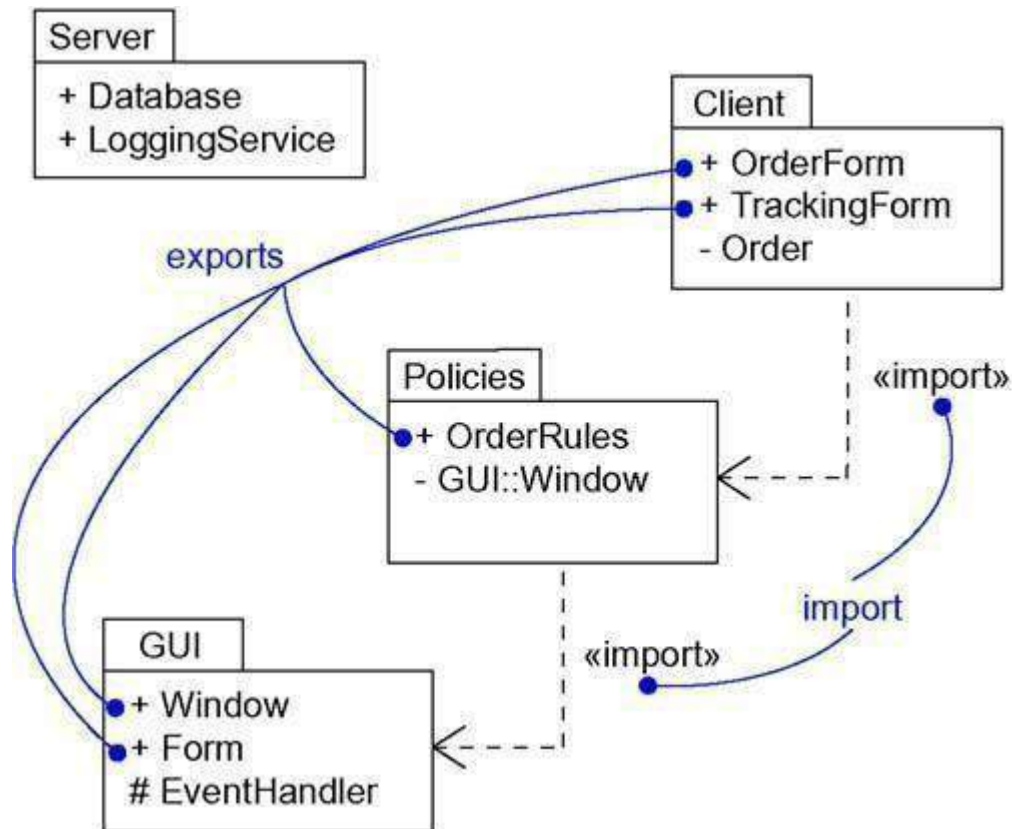 Server
+ Database
+ LoggingService
Client
+ OrderForm
+ TrackingForm
- Order
exports
Policies
+ OrderRules
- GUI::Window
«import»
import
«import»
GUI
+ Window
+ Form
# EventHandler